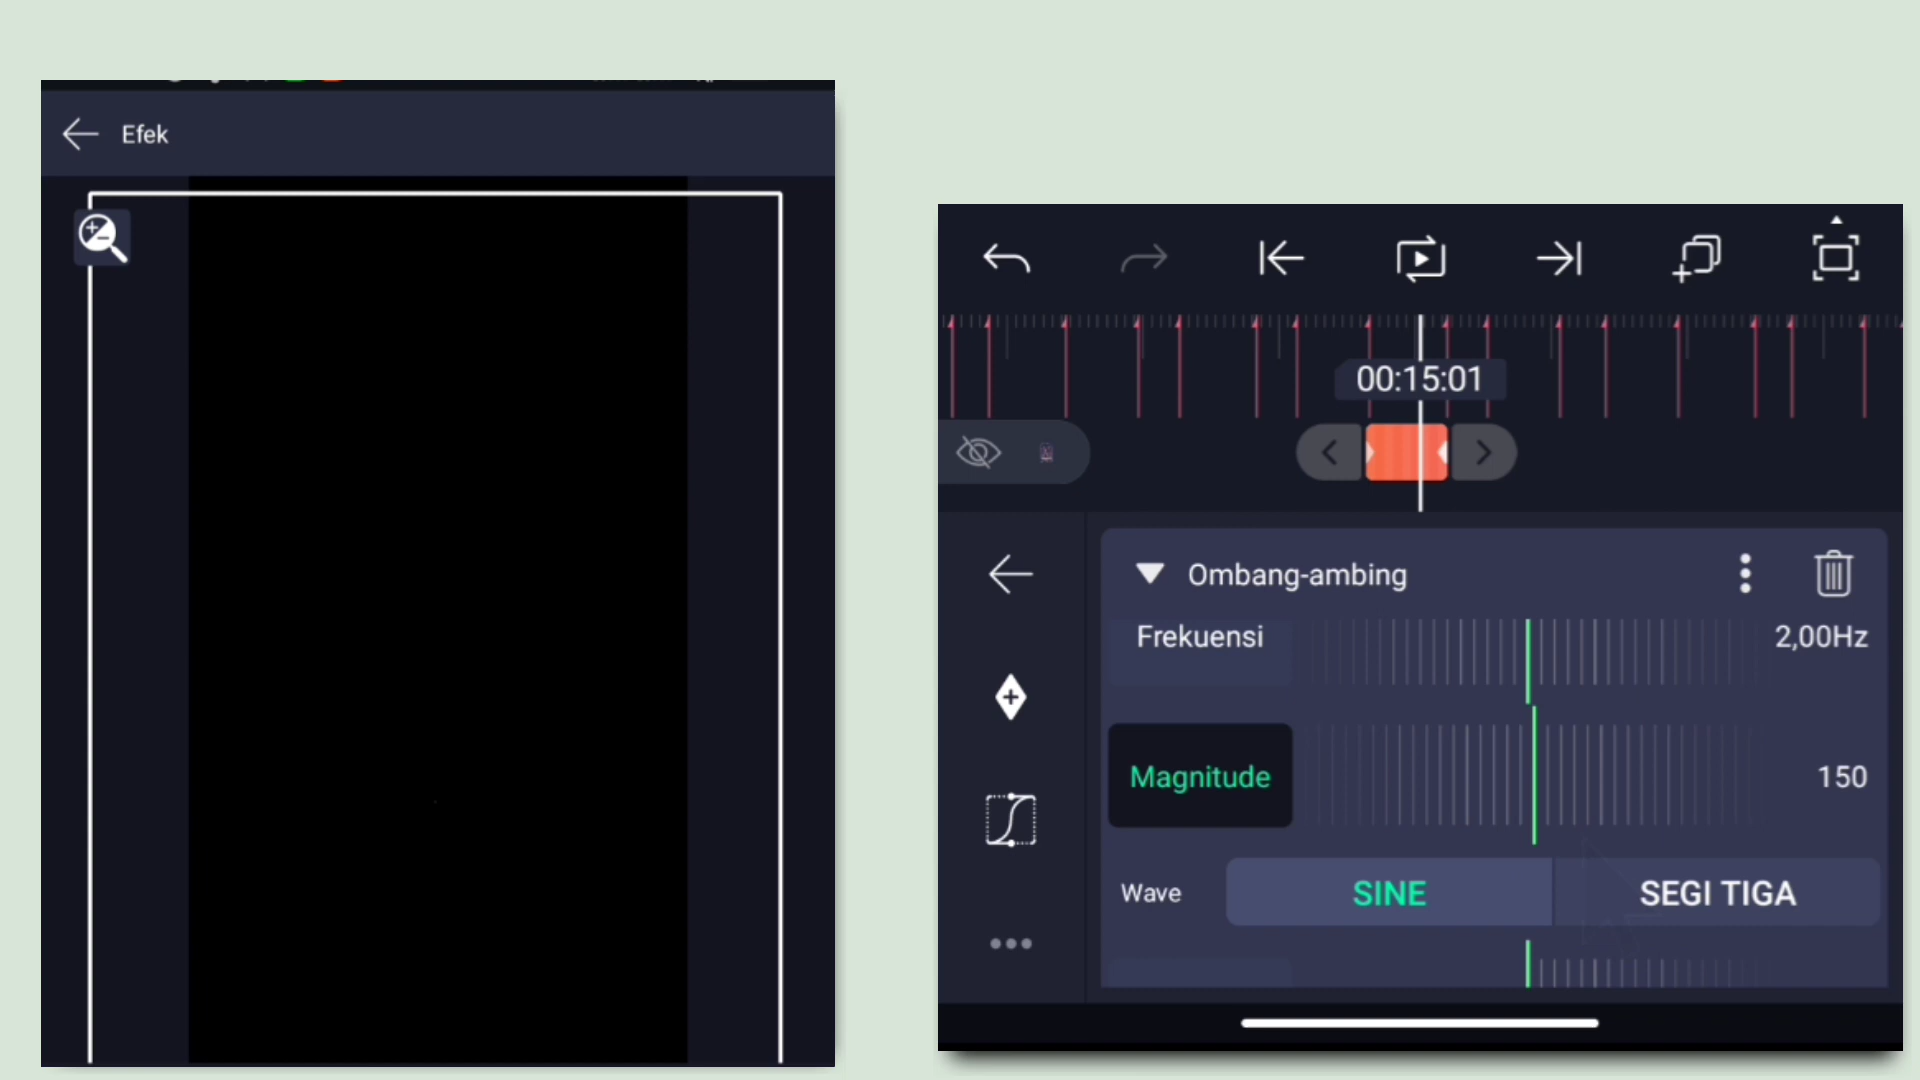 Efek
00:15:01
Ombang-ambing
Frekuensi 2,00Hz
Magnitude 150
Wave SINE SEGI TIGA